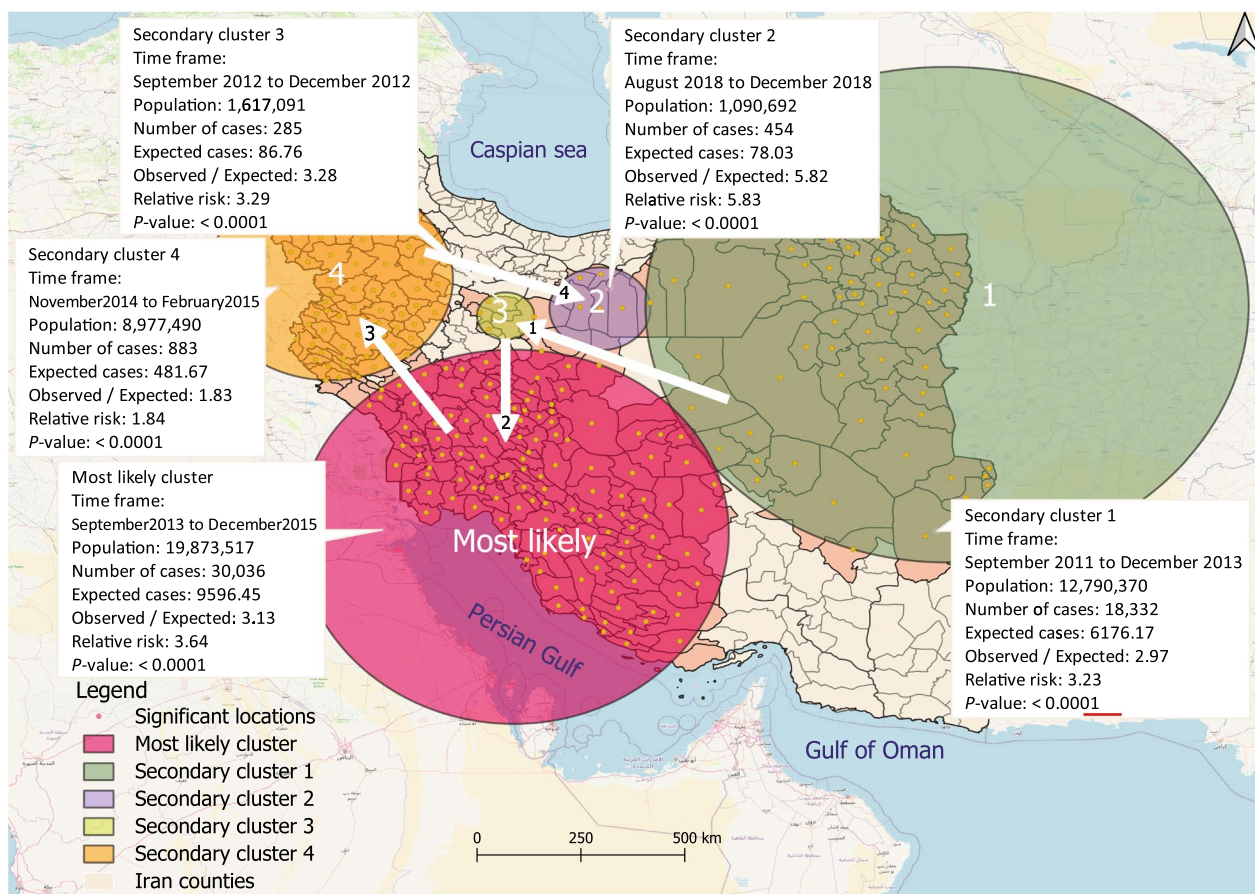 Secondary cluster 3
Time frame:
September 2012 to December 2012
Population: 1,617,091
Number of cases: 285
Expected cases: 86.76
Observed / Expected: 3.28
Relative risk: 3.29
P-value: < 0.0001
Secondary cluster 2
Time frame:
August 2018 to December 2018
Population: 1,090,692
Number of cases: 454
Expected cases: 78.03
Observed / Expected: 5.82
Relative risk: 5.83
P-value: < 0.0001
Caspian sea
Secondary cluster 4
Time frame:
November2014 to February2015
Population: 8,977,490
Number of cases: 883
Expected cases: 481.67
Observed / Expected: 1.83
Relative risk: 1.84
P-value: < 0.0001
4
3
2
1
4
1
3
2
Most likely cluster
Time frame:
September2013 to December2015
Population: 19,873,517
Number of cases: 30,036
Expected cases: 9596.45
Observed / Expected: 3.13
Relative risk: 3.64
P-value: < 0.0001
Most likely
Persian Gulf
Secondary cluster 1
Time frame:
September 2011 to December 2013
Population: 12,790,370
Number of cases: 18,332
Expected cases: 6176.17
Observed / Expected: 2.97
Relative risk: 3.23
P-value: < 0.0001
Gulf of Oman
Legend
Significant locations
Most likely cluster
Secondary cluster 1
Secondary cluster 2
Secondary cluster 3
Secondary cluster 4
Iran counties
0 250 500 km